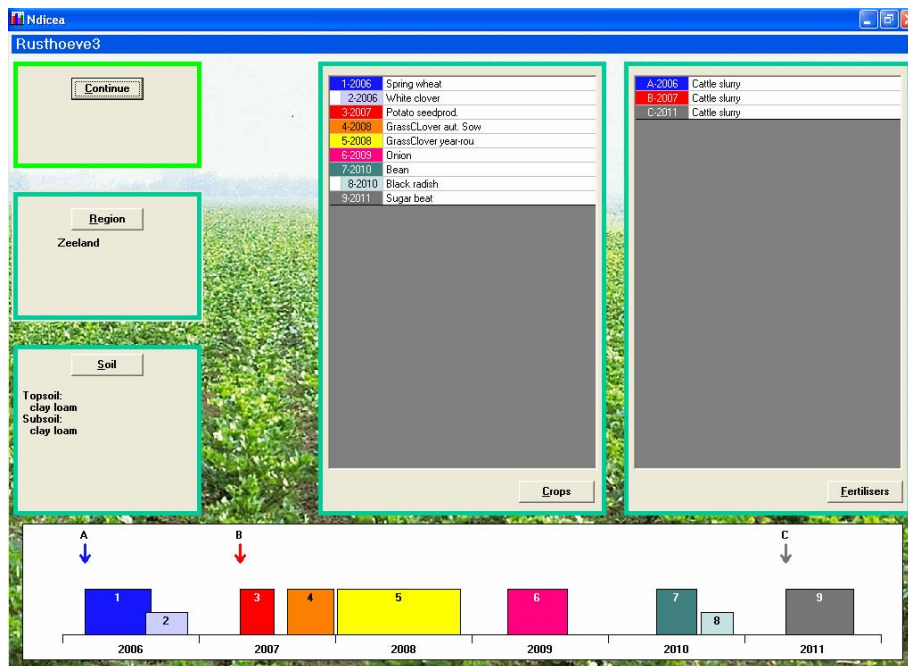 Ndicea
Rusthoeve3
Continue
Region
Zeeland
Soil
Topsoil:
clay loam
Subsoil:
clay loam
1-2006 Spring wheat
2-2006 White clover
3-2007 Potato seedprod.
4-2008 GrassCLover aut. Sow
5-2008 GrassClover year-rou
6-2009 Onion
7-2010 Bean
8-2010 Black radish
9-2011 Sugar beat
Crops
A-2006 Cattle slurry
B-2007 Cattle slurry
C-2011 Cattle slurry
Fertilisers
A B C
1 2 3 4 5 6 7 8 9
2006 2007 2008 2009 2010 2011